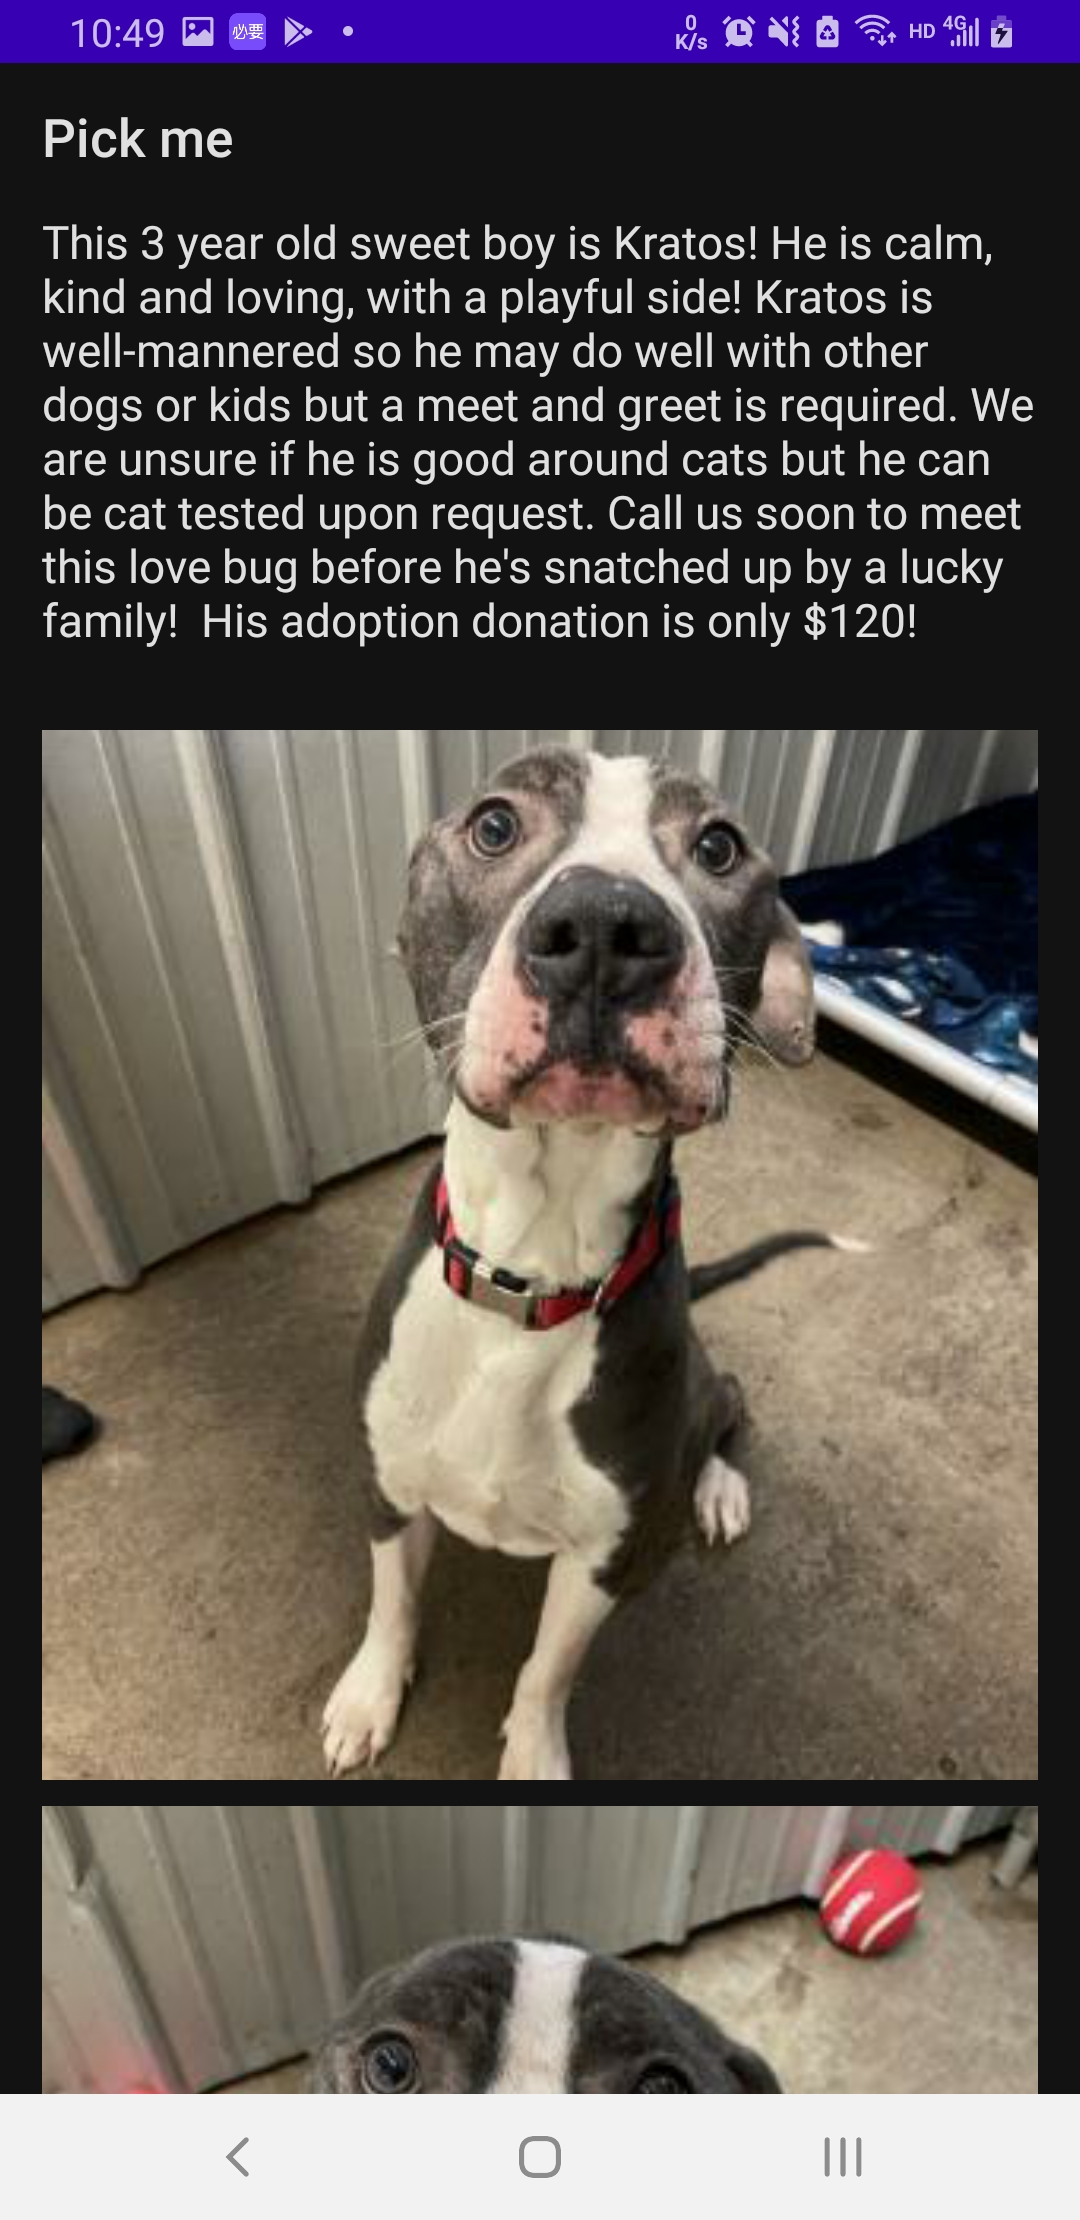 10:49
必要
0
K/s
HD
4G
Pick me
This 3 year old sweet boy is Kratos! He is calm,
kind and loving, with a playful side! Kratos is
well-mannered so he may do well with other
dogs or kids but a meet and greet is required. We
are unsure if he is good around cats but he can
be cat tested upon request. Call us soon to meet
this love bug before he's snatched up by a lucky
family!  His adoption donation is only $120!